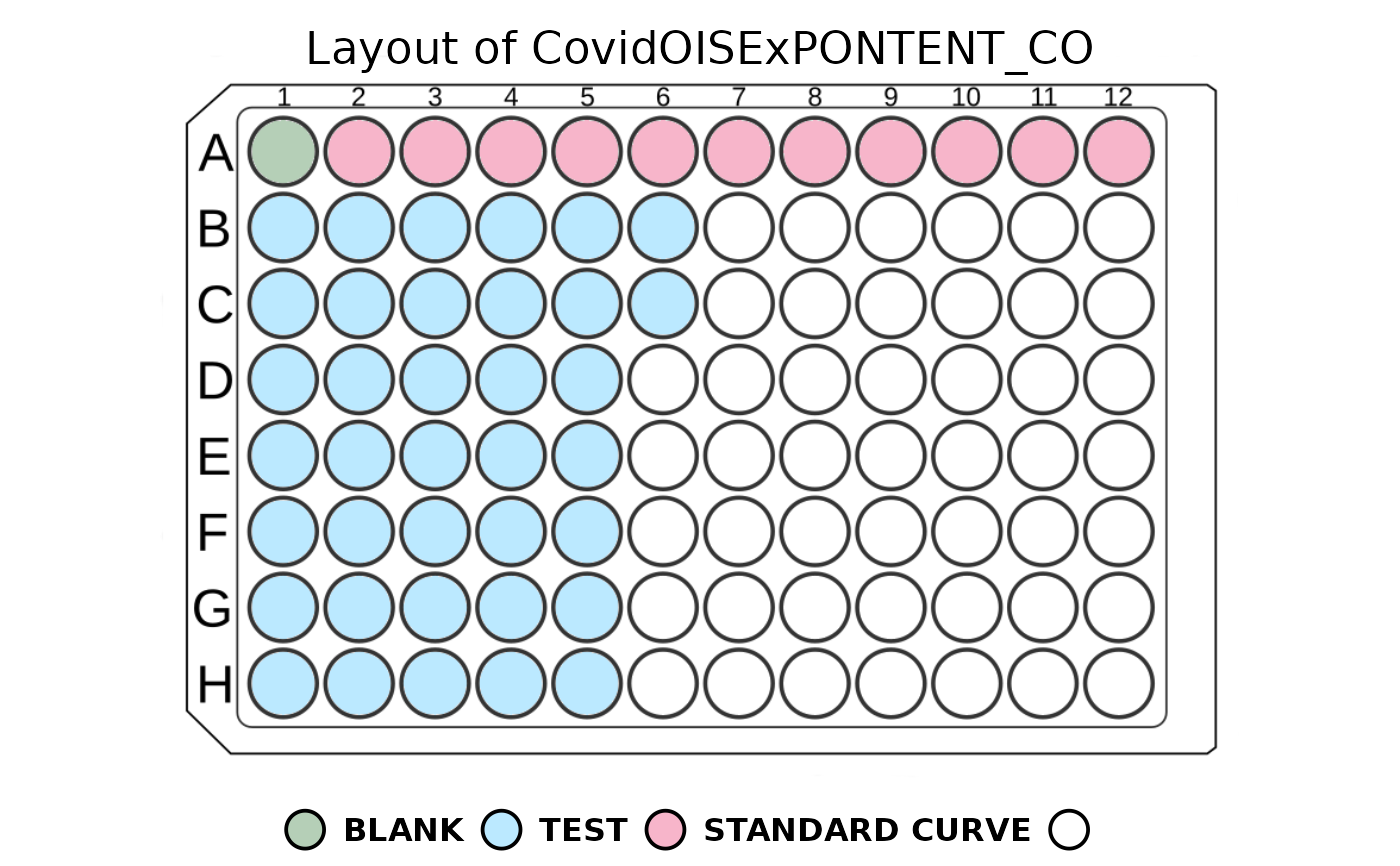 Layout of CovidOISExPONTENT_CO
1 2 3 4 5 6 7 8 9 10 11 12
A
B
C
D
E
F
G
H
BLANK TEST STANDARD CURVE